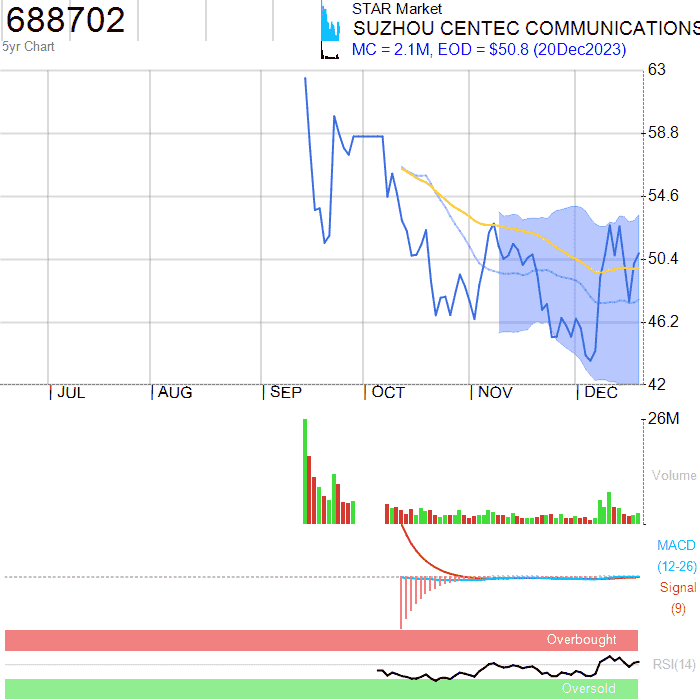 688702
5yr Chart
STAR Market
SUZHOU CENTEC COMMUNICATIONS
MC = 2.1M, EOD = $50.8 (20Dec2023)
63
58.8
54.6
50.4
46.2
42
JUL AUG SEP OCT NOV DEC
26M
Volume
MACD
(12-26)
Signal
(9)
Overbought
RSI(14)
Oversold